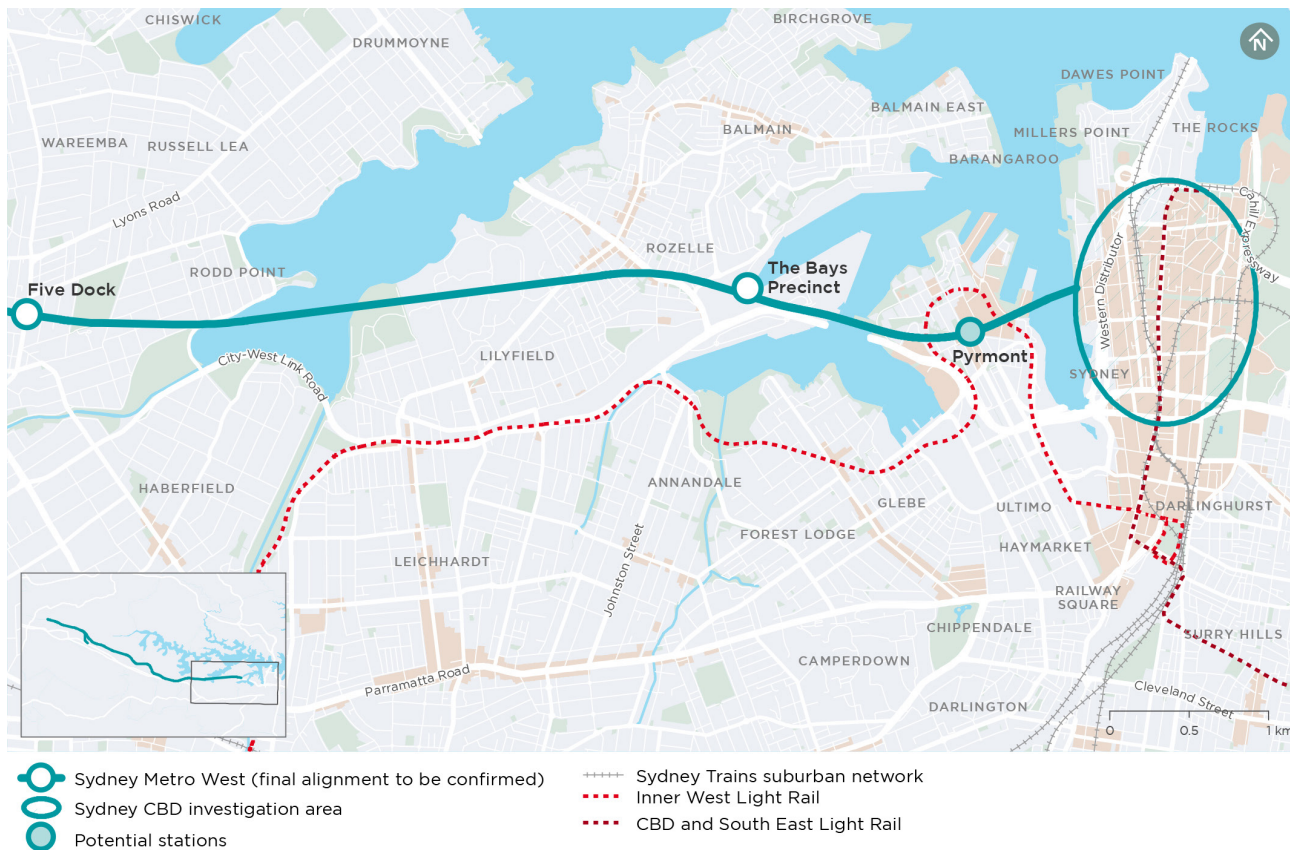 CHISWICK
BIRCHGROVE
N
DRUMMOYNE
DAWES POINT
BALMAIN EAST
WAREEMBA
RUSSELL LEA
BALMAIN
MILLERS POINT
THE ROCKS
BARANGAROO
Lyons Road
Cahill Expressway
ROZELLE
Western Distributor
RODD POINT
Five Dock
The Bays
Precinct
LILYFIELD
Pyrmont
City-West Link Road
SYDNEY
HABERFIELD
ANNANDALE
GLEBE
ULTIMO
DARLINGHURST
FOREST LODGE
HAYMARKET
LEICHHARDT
Johnston Street
RAILWAY
SQUARE
CHIPPENDALE
SURRY HILLS
CAMPERDOWN
Parramatta Road
Cleveland Street
DARLINGTON
0 0.5 1 km
Sydney Metro West (final alignment to be confirmed)
Sydney CBD investigation area
Potential stations
Sydney Trains suburban network
Inner West Light Rail
CBD and South East Light Rail